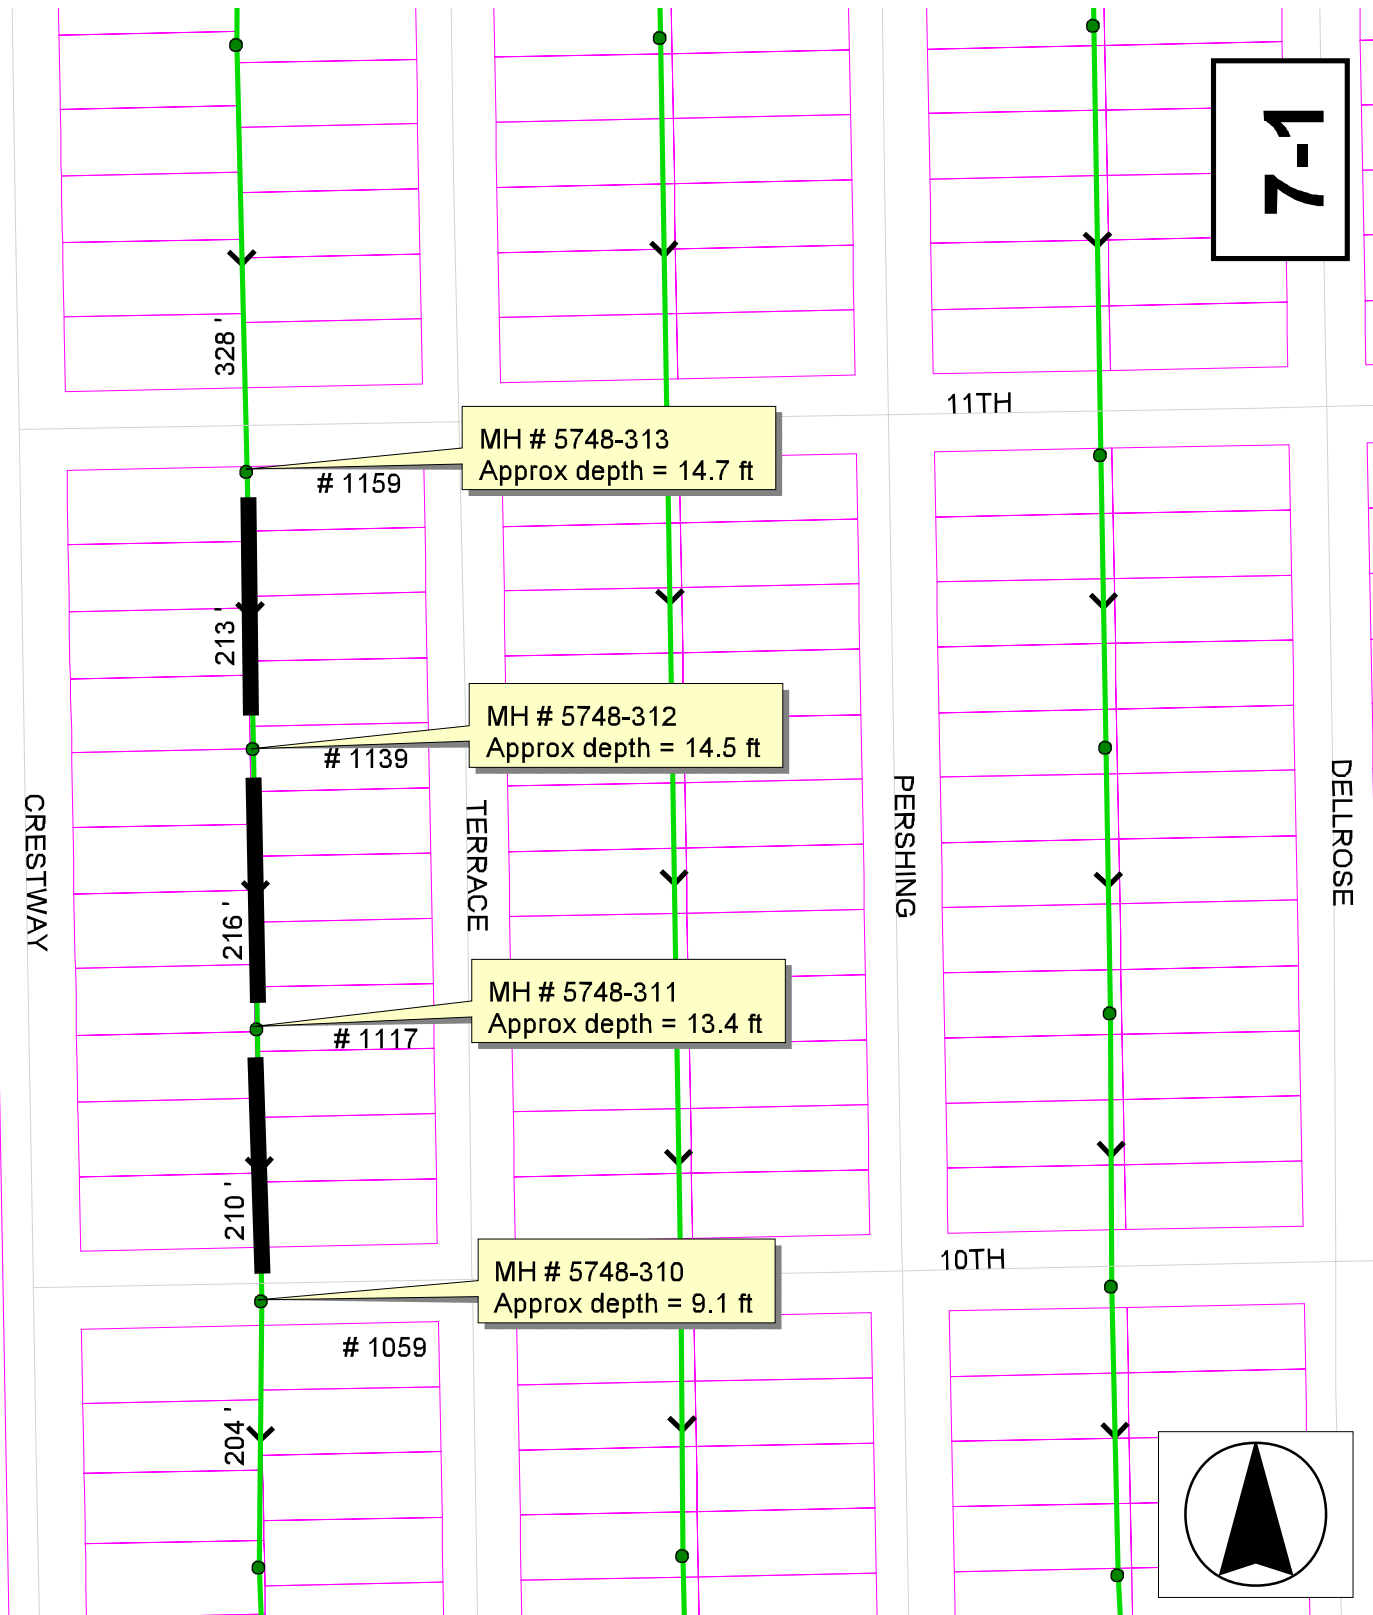 7-1
328 '
11TH
MH # 5748-313
Approx depth = 14.7 ft
# 1159
213 '
MH # 5748-312
Approx depth = 14.5 ft
# 1139
CRESTWAY
TERRACE
PERSHING
DELLROSE
216 '
MH # 5748-311
Approx depth = 13.4 ft
# 1117
210 '
10TH
MH # 5748-310
Approx depth = 9.1 ft
# 1059
204 '